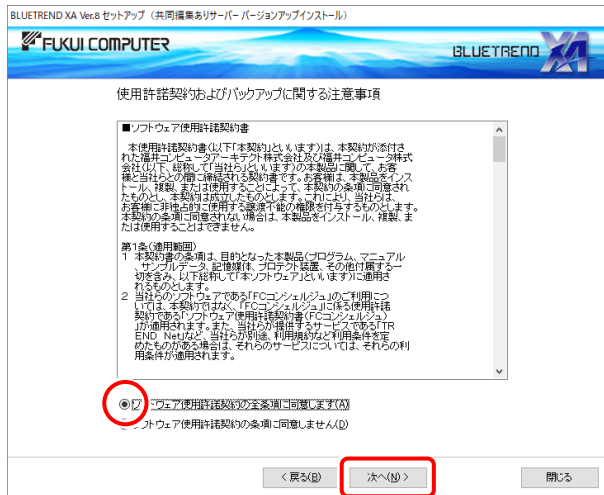 BLUETREND XA Ver.8 セットアップ (共同編集ありサーバー バージョンアップインストール)
FUKUI COMPUTER
BLUETREND XA
使用許諾契約およびバックアップに関する注意事項
■ソフトウェア使用許諾契約書
本使用許諾契約書(以下「本契約」といいます)は、本契約が添付さ
れた福井コンピュータアーキテクト株式会社及び福井コンピュータ株式
会社(以下、総称して「当社ら」といいます)の本製品に関して、お客
様と当社らとの間に締結される契約書です。お客様は、本製品をインス
トール、複製、または使用することによって、本契約の条項に同意され
たものとし、本契約は成立したものとします。これにより、当社らは、
お客様に非独占的に使用する譲渡不能の権限を付与するものとします。
本契約の条項に同意されない場合は、本製品をインストール、複製、ま
たは使用することはできません。
第1条(適用範囲)
1 本契約書の条項は、目的となった本製品(プログラム、マニュアル
、サンプルデータ、記憶媒体、プロテクト装置、その他付属する一
切を含み、以下総称して「本ソフトウェア」といいます)に適用さ
れるものとします。
2 当社らのソフトウェアである「FCコンシェルジュ」のご利用につ
いては、本契約ではなく、「FCコンシェルジュ」に係る使用許諾
契約である「ソフトウェア使用許諾契約書(FCコンシェルジュ)
」が適用されます。また、当社らが提供するサービスである「TR
END Net」など、当社らが別途、利用規約など利用条件を定
めたものがある場合は、それらのサービスについては、それらの利
用条件が適用されます。
ソフトウェア使用許諾契約の全条項に同意します(A)
ソフトウェア使用許諾契約の条項に同意しません(D)
< 戻る(B)
次へ(N) >
閉じる